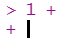 > 1 +
+